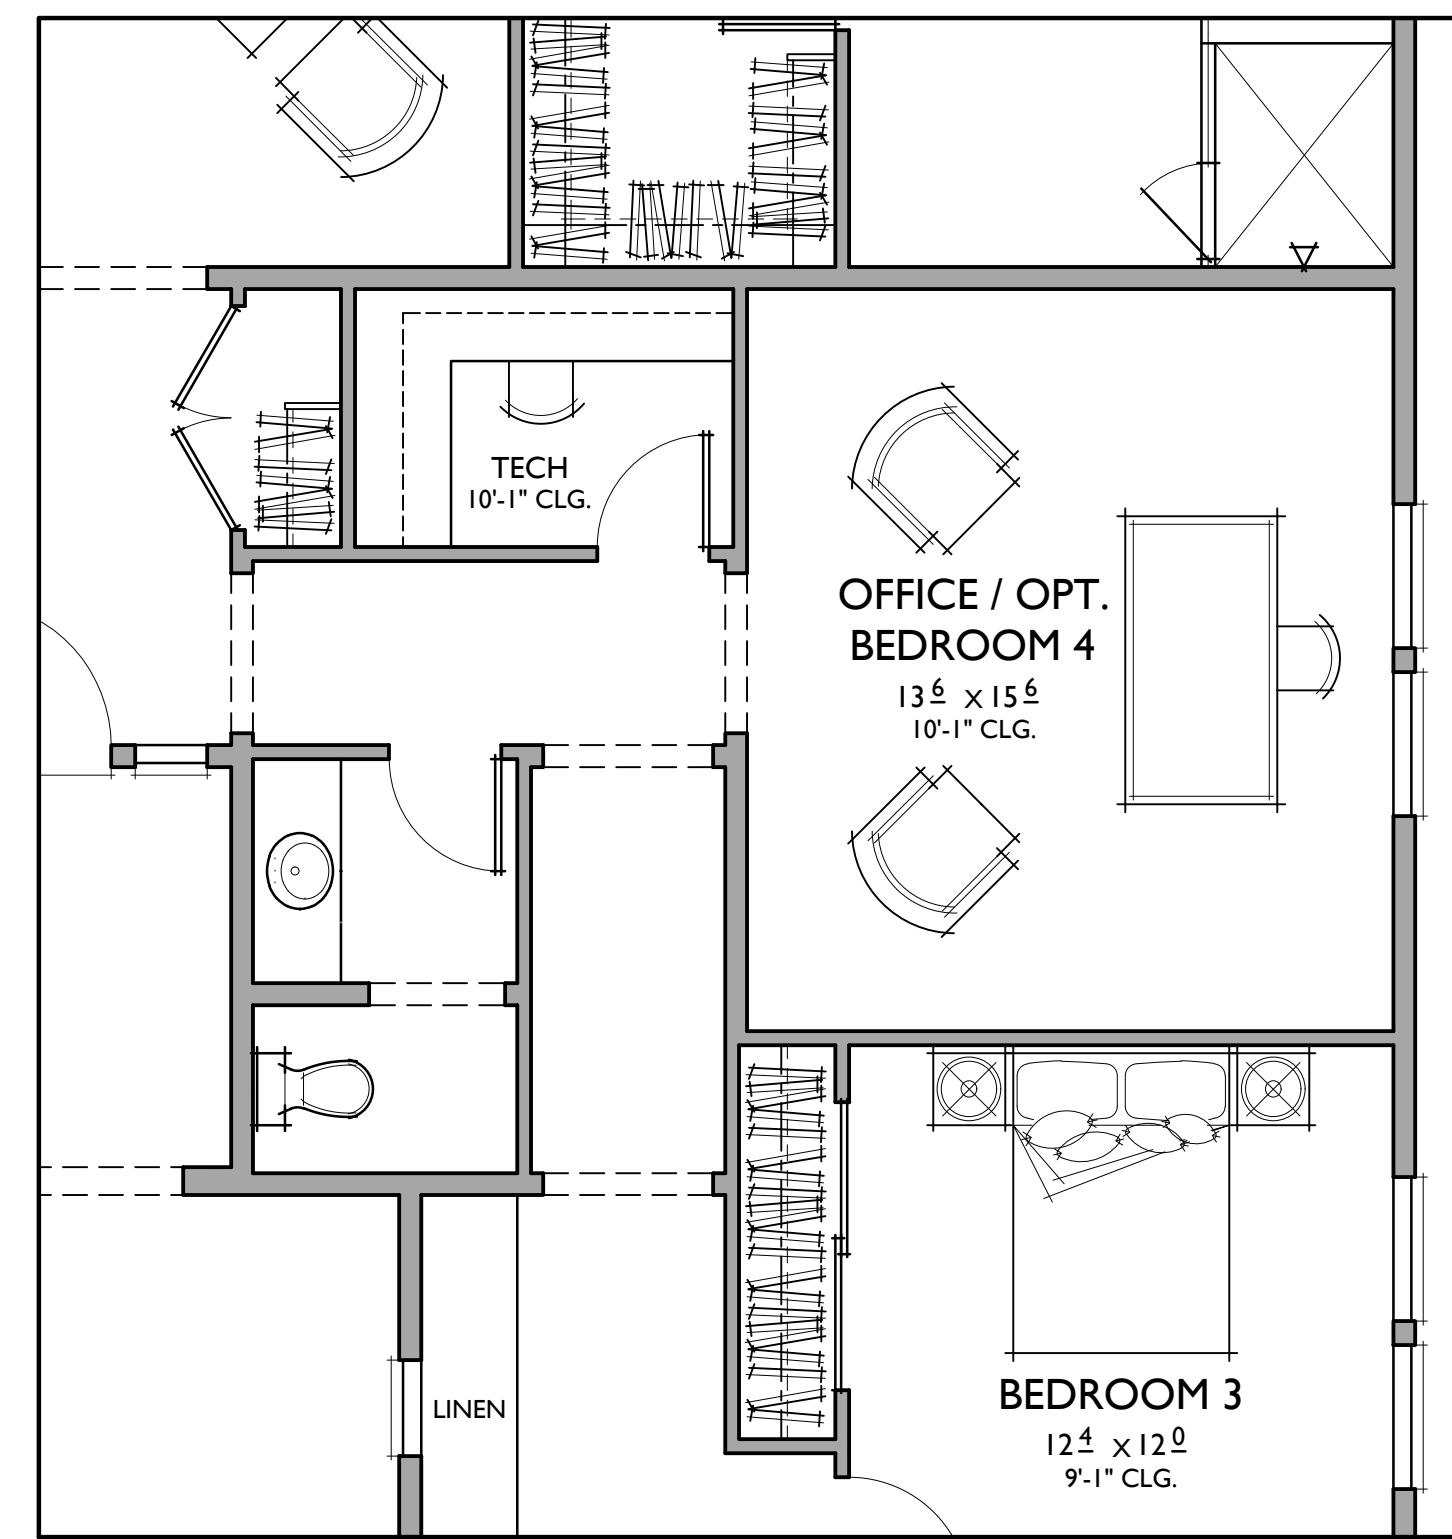 TECH
10'-1" CLG.
OFFICE / OPT.
BEDROOM 4
13 6 X 15 6
10'-1" CLG.
BEDROOM 3
12 4 X 12 0
9'-1" CLG.
LINEN